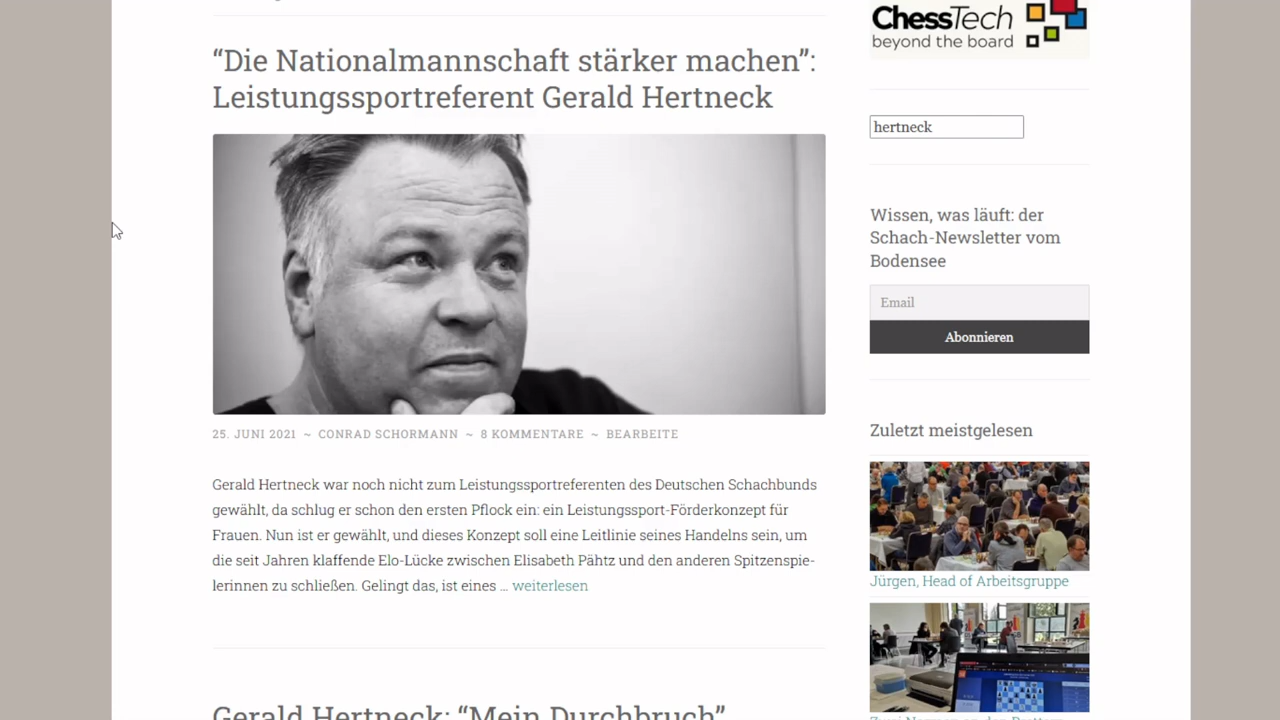 “Die Nationalmannschaft stärker machen”:
Leistungssportreferent Gerald Hertneck
25. JUNI 2021 ~ CONRAD SCHORMANN ~ 8 KOMMENTARE ~ BEARBEITE
Gerald Hertneck war noch nicht zum Leistungssportreferenten des Deutschen Schachbunds
gewählt, da schlug er schon den ersten Pflock ein: ein Leistungssport-Förderkonzept für
Frauen. Nun ist er gewählt, und dieses Konzept soll eine Leitlinie seines Handelns sein, um
die seit Jahren klaffende Elo-Lücke zwischen Elisabeth Pähtz und den anderen Spitzenspie-
lerinnen zu schließen. Gelingt das, ist eines ... weiterlesen
Gerald Hertneck: “Mein Durchbruch”
ChessTech
beyond the board
hertneck
Wissen, was läuft: der
Schach-Newsletter vom
Bodensee
Email
Abonnieren
Zuletzt meistgelesen
Jürgen, Head of Arbeitsgruppe